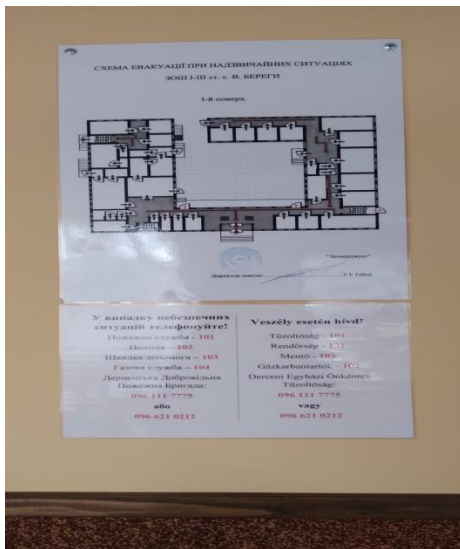 СХЕМА ЕВАКУАЦІЇ ПРИ НАДЗВИЧАЙНИХ СИТУАЦІЯХ
ЗОШ І-ІІІ ст. с. В. БЕРЕГИ
І-й поверх
"Затверджую"
Директор школи
У випадку небезпечних
ситуацій телефонуйте!
Пожежна служба - 101
Поліція - 102
Швидка допомога - 103
Газова служба - 104
Дерценська Добровільна
Пожежна Бригада:
096 111 7775
або
096 621 0212
Veszély esetén hívd!
Tűzoltóság - 101
Rendőrség - 102
Mentő - 103
Gázkarbantartók - 104
Derceni Egyházi Önkéntes
Tűzoltóság:
096 111 7775
vagy
096 621 0212